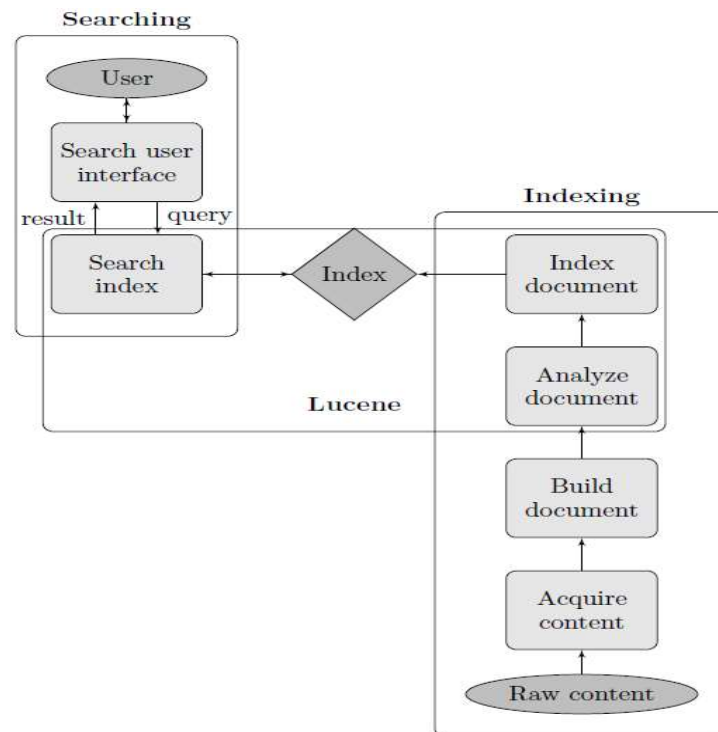 Searching
User
Search user
interface
result
query
Search
index
Index
Indexing
Index
document
Analyze
document
Lucene
Build
document
Acquire
content
Raw content